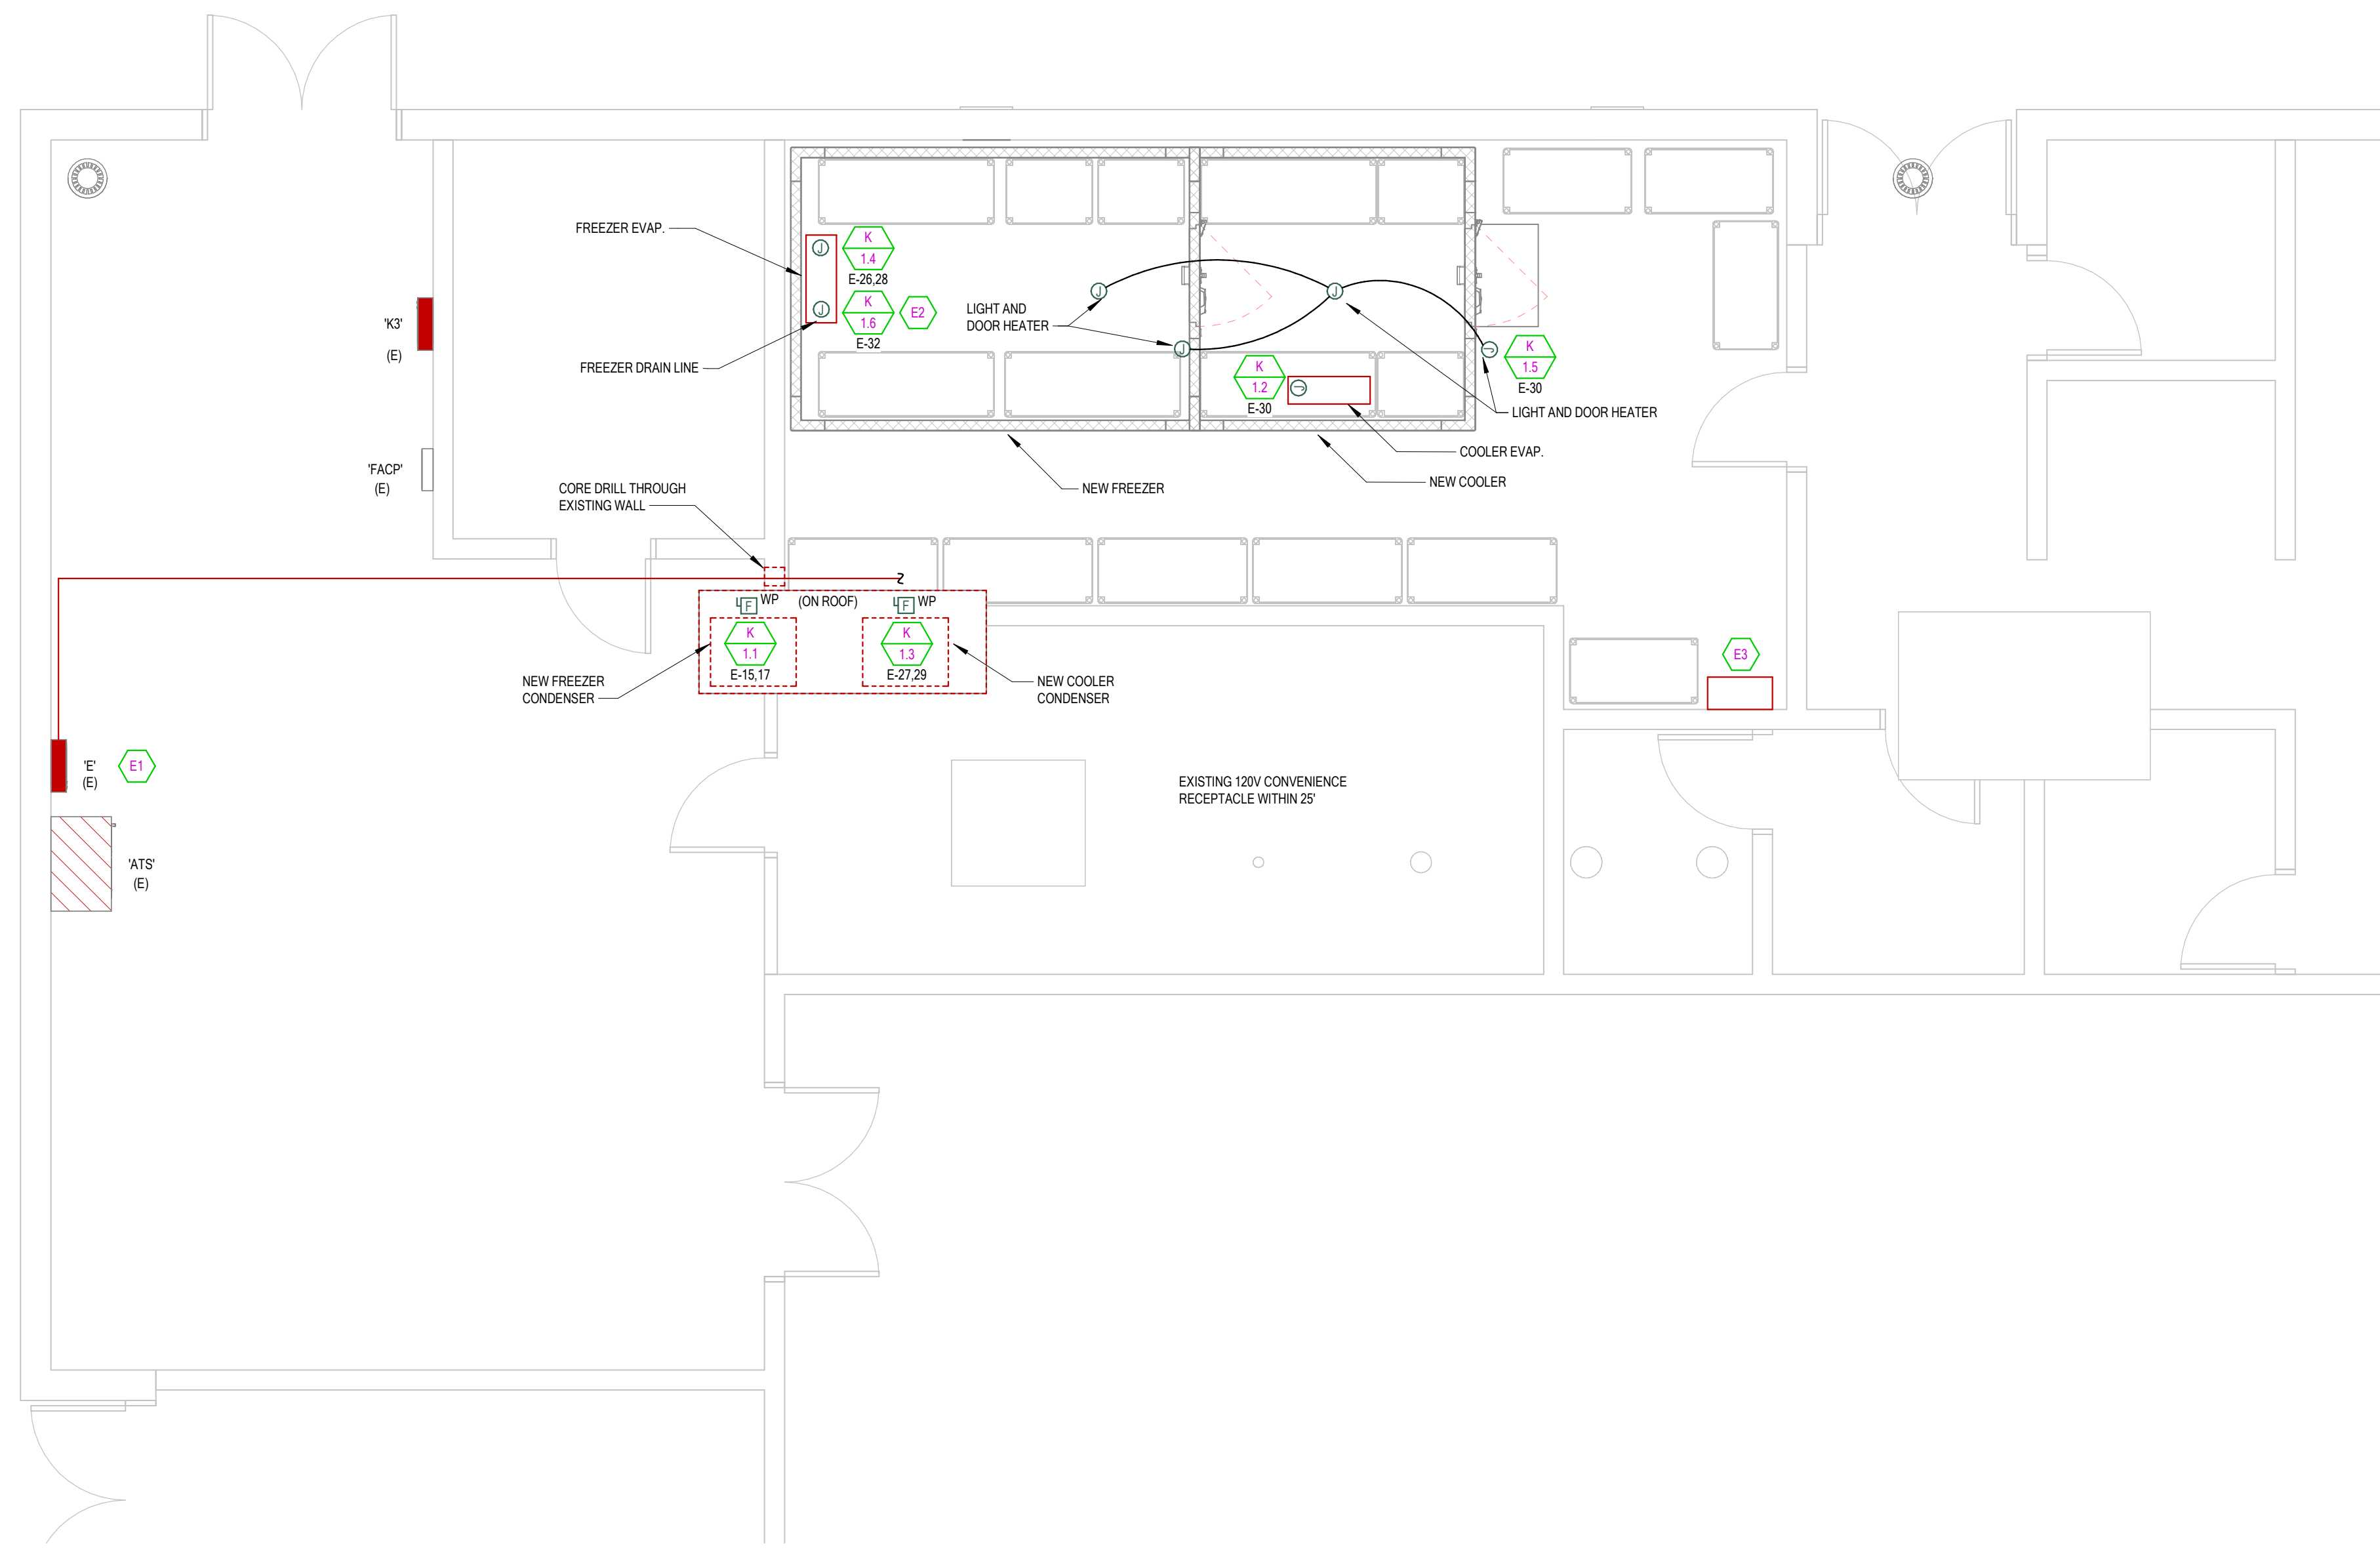 FREEZER EVAP.
K
1.4
E-26,28
J
J
K
1.6
E-32
E2
FREEZER DRAIN LINE
LIGHT AND
DOOR HEATER
J
J
J
J
K
1.5
E-30
K
1.2
E-30
J
LIGHT AND DOOR HEATER
COOLER EVAP.
NEW COOLER
NEW FREEZER
'K3'
(E)
'FACP'
(E)
CORE DRILL THROUGH
EXISTING WALL
F
WP
(ON ROOF)
F
WP
K
1.1
E-15,17
K
1.3
E-27,29
NEW FREEZER
CONDENSER
NEW COOLER
CONDENSER
E3
'E'
(E)
E1
EXISTING 120V CONVENIENCE
RECEPTACLE WITHIN 25'
'ATS'
(E)